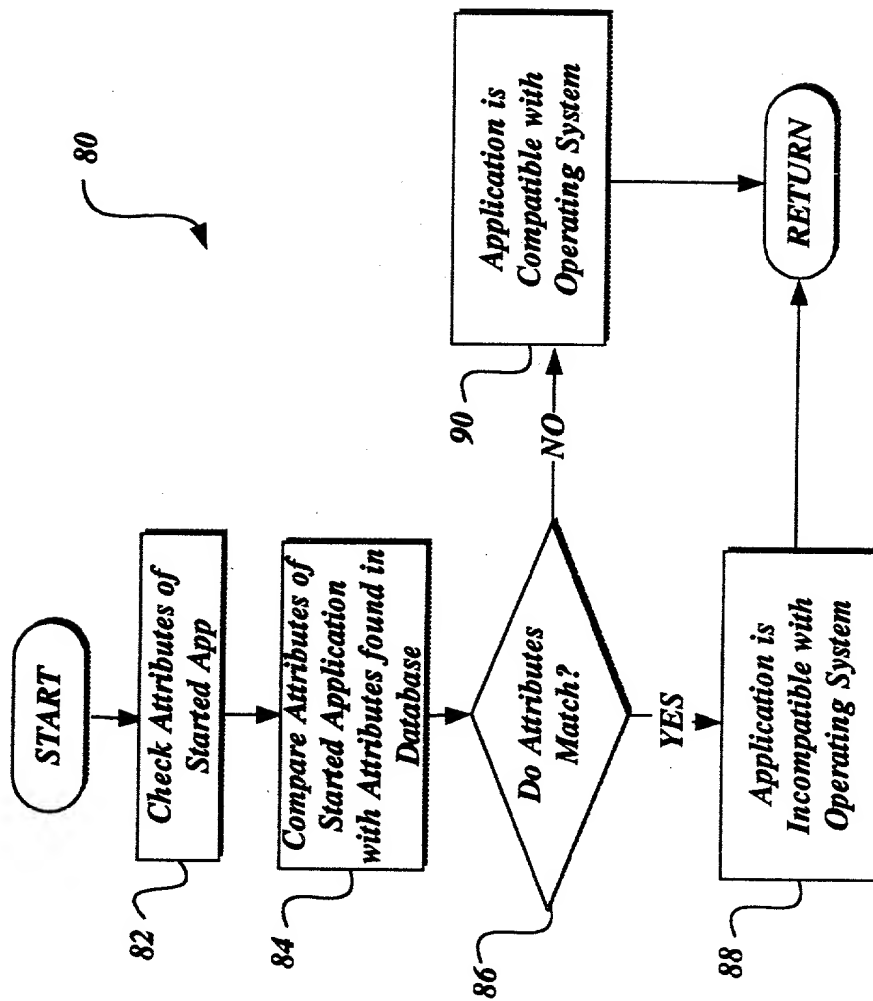 80
START
82
Check Attributes of
Started App
84
Compare Attributes of
Started Application
with Attributes found in
Database
86
Do Attributes
Match?
NO
90
Application is
Compatible with
Operating System
YES
88
Application is
Incompatible with
Operating System
RETURN